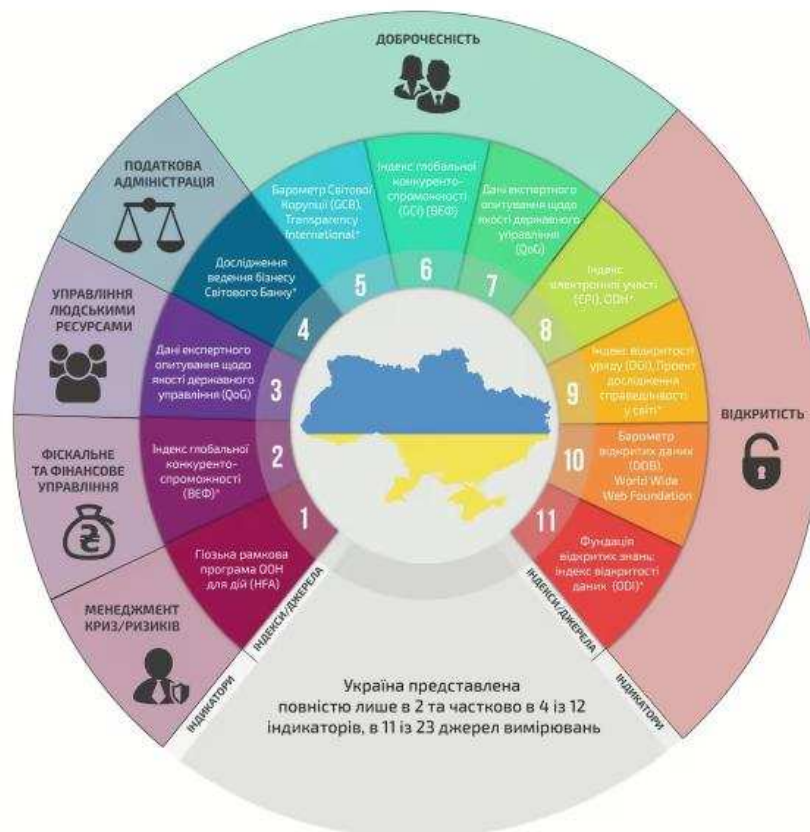 ДОБРОЧЕСНІСТЬ
ПОДАТКОВА
АДМІНІСТРАЦІЯ
УПРАВЛІННЯ
ЛЮДСЬКИМИ
РЕСУРСАМИ
ФІСКАЛЬНЕ
ТА ФІНАНСОВЕ
УПРАВЛІННЯ
МЕНЕДЖМЕНТ
КРИЗ/РИЗИКІВ
ВІДКРИТІСТЬ
1
Гіозька рамкова
програма ООН
для дій (HFA)
2
Індекс глобальної
конкуренто-
спроможності
(ВЕФ)*
3
Дані експертного
опитування щодо
якості державного
управління (QoG)
4
Дослідження
ведення бізнесу
Світового Банку*
5
Барометр Світової
Корупції (GCB),
Transparency
International*
6
Індекс глобальної
конкуренто-
спроможності
(GCI) (ВЕФ)
7
Дані експертного
опитування щодо
якості державного
управління
(QoG)
8
Індекс
електронної участі
(EPI), ООН*
9
Індекс відкритості
уряду (OGI), Проект
дослідження
справедливості
у світі*
10
Барометр
відкритих даних
(ODB),
World Wide
Web Foundation
11
Фундація
відкритих знань:
індекс відкритості
даних (ODI)*
ІНДИКАТОРИ
ІНДЕКСИ/ДЖЕРЕЛА
ІНДЕКСИ/ДЖЕРЕЛА
ІНДИКАТОРИ
Україна представлена
повністю лише в 2 та частково в 4 із 12
індикаторів, в 11 із 23 джерел вимірювань